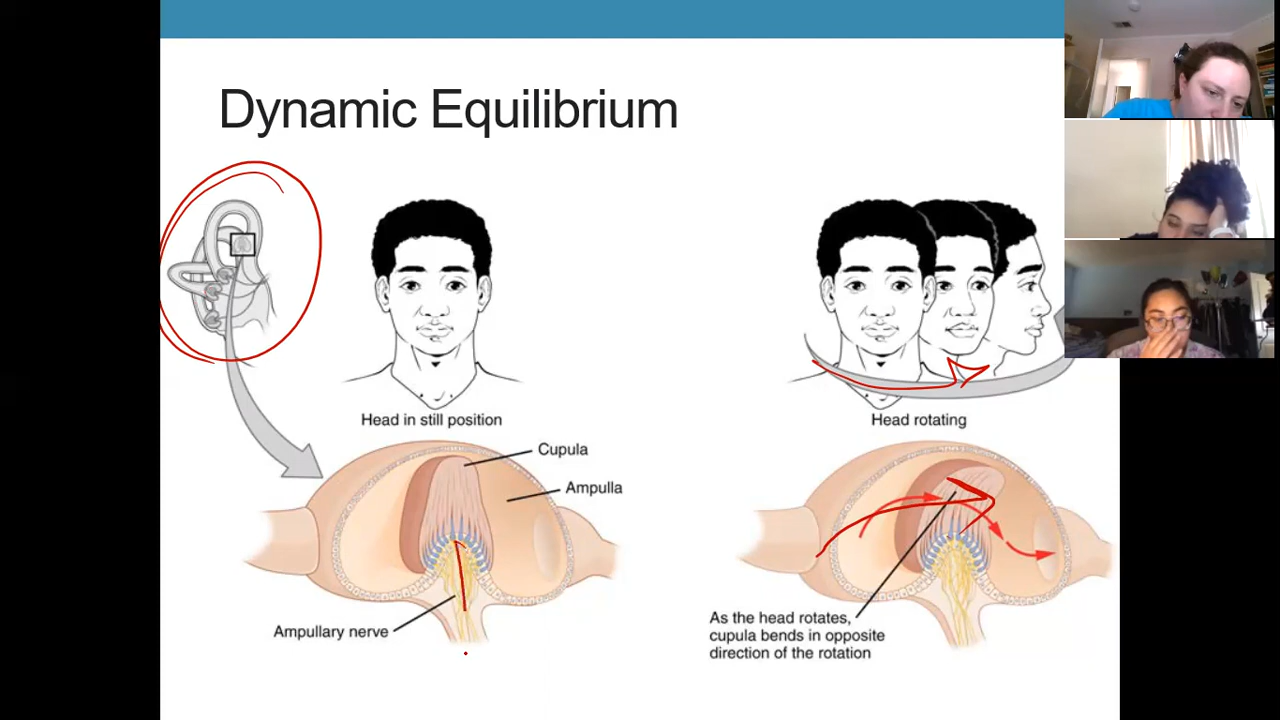 Dynamic Equilibrium
Head in still position
Head rotating
Cupula
Ampulla
Ampullary nerve
As the head rotates,
cupula bends in opposite
direction of the rotation